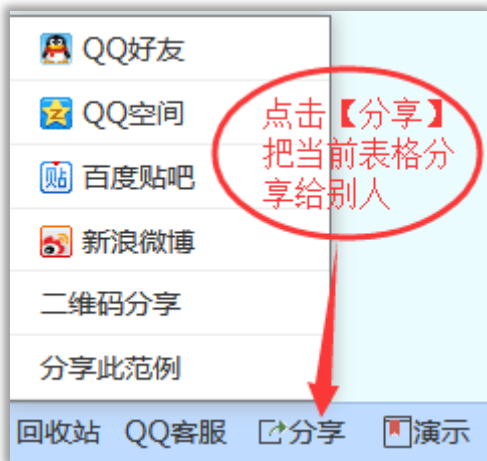 QQ好友
QQ空间
百度贴吧
新浪微博
二维码分享
分享此范例
点击【分享】
把当前表格分
享给别人
回收站 QQ客服 分享 演示